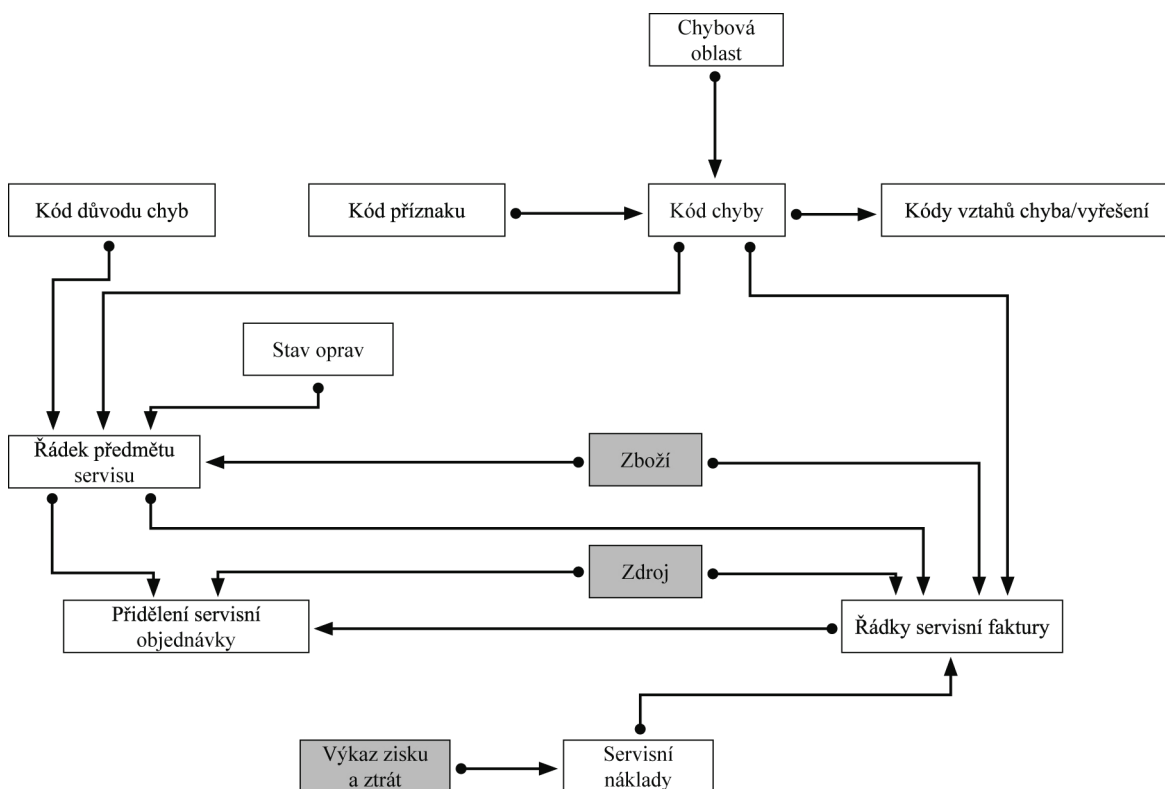 Chybová
oblast
Kód důvodu chyb
Kód příznaku
Kód chyby
Kódy vztahů chyba/vyřešení
Stav oprav
Řádek předmětu
servisu
Zboží
Zdroj
Přidělení servisní
objednávky
Řádky servisní faktury
Výkaz zisku
a ztrát
Servisní
náklady